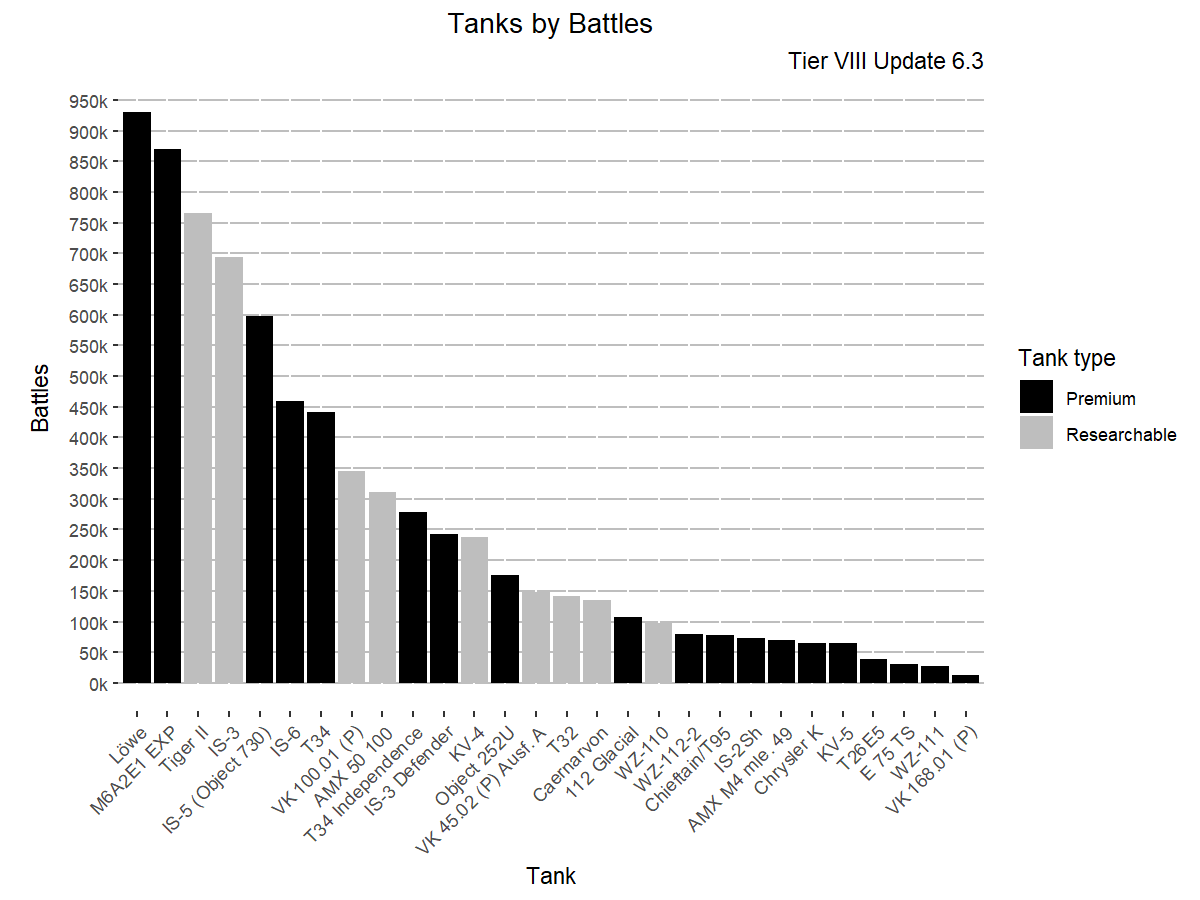 Tanks by Battles
Tier VIII Update 6.3
950k
900k
850k
800k
750k
700k
650k
600k
550k
500k
450k
400k
350k
300k
250k
200k
150k
100k
50k
0k
Battles
Löwe
M6A2E1 EXP
Tiger II
IS-3
IS-5 (Object 730)
IS-6
T34
VK 100.01 (P)
AMX 50 100
T34 Independence
IS-3 Defender
KV-4
Object 252U
VK 45.02 (P) Ausf. A
T32
Caernarvon
112 Glacial
WZ-110
WZ-112-2
Chieftain/T95
IS-2Sh
AMX M4 mle. 49
Chrysler K
KV-5
T26E5
E 75 TS
WZ-111
VK 168.01 (P)
Tank
Tank type
Premium
Researchable